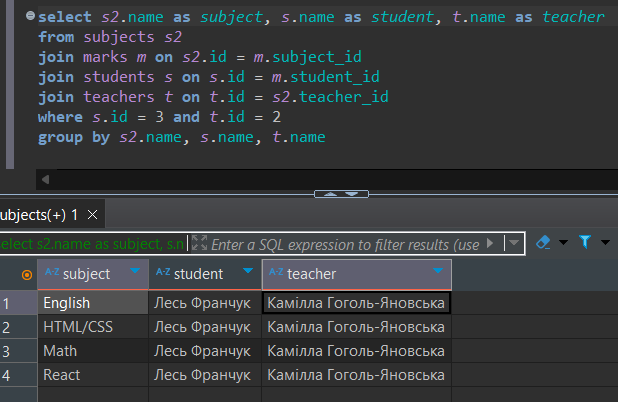 select s2.name as subject, s.name as student, t.name as teacher
from subjects s2
join marks m on s2.id = m.subject_id
join students s on s.id = m.student_id
join teachers t on t.id = s2.teacher_id
where s.id = 3 and t.id = 2
group by s2.name, s.name, t.name
ubjects(+) 1 ×
select s2.name as subject, s.n Enter a SQL expression to filter results (use
A-Z subject A-Z student A-Z teacher
1 English Лесь Франчук Камілла Гоголь-Яновська
2 HTML/CSS Лесь Франчук Камілла Гоголь-Яновська
3 Math Лесь Франчук Камілла Гоголь-Яновська
4 React Лесь Франчук Камілла Гоголь-Яновська